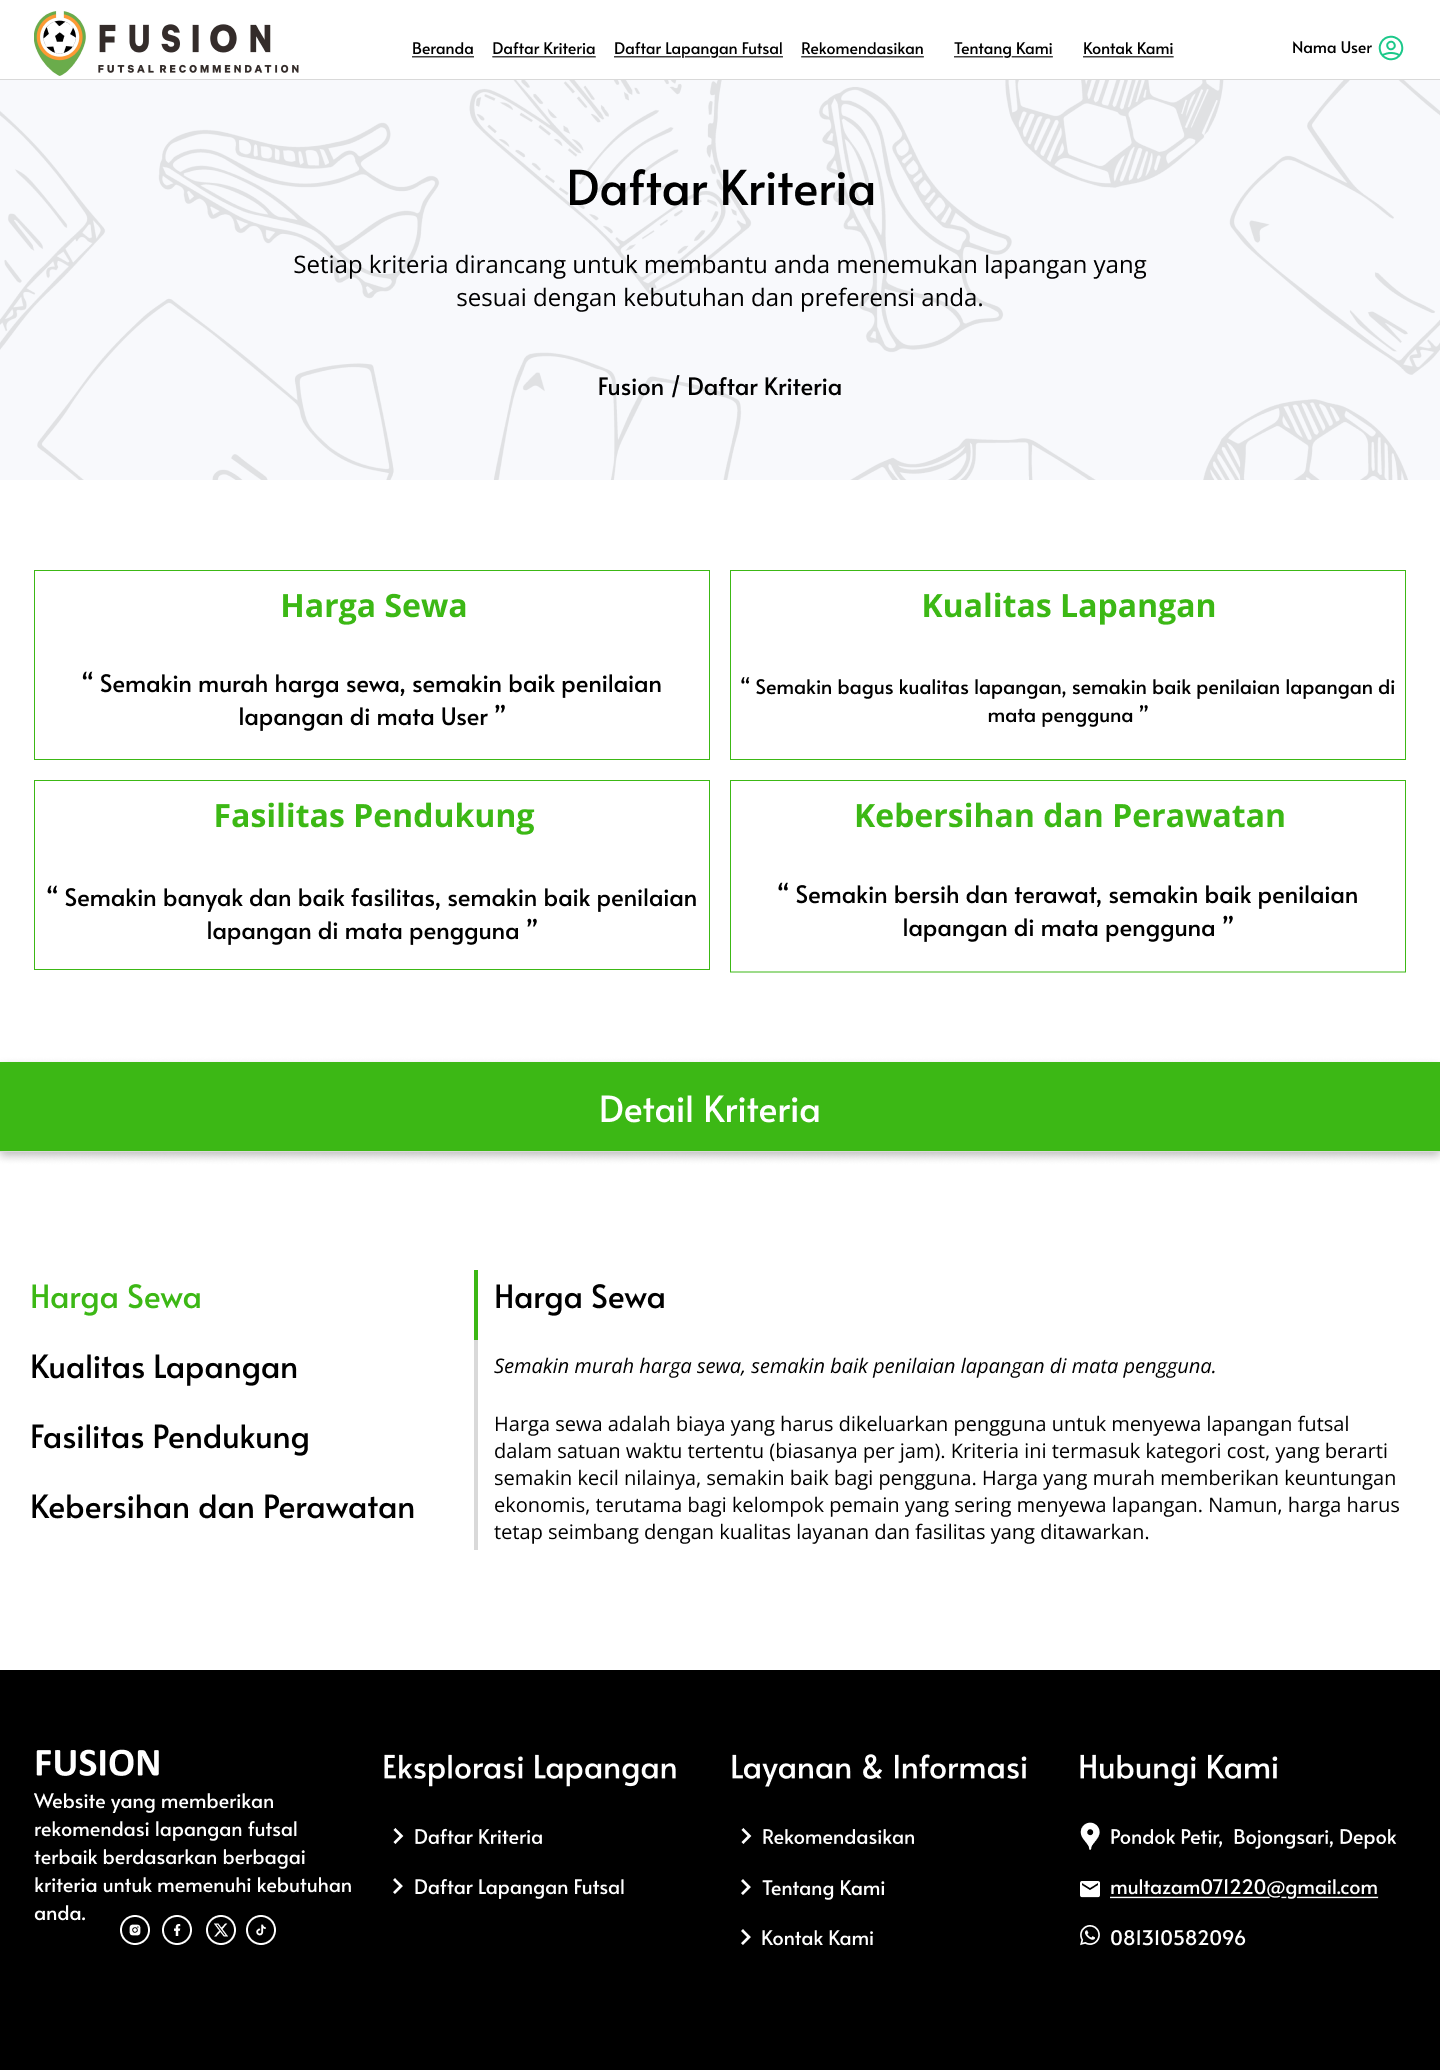 FUSION
FUTSAL RECOMMENDATION
Beranda Daftar Kriteria Daftar Lapangan Futsal Rekomendasikan Tentang Kami Kontak Kami
Nama User
Daftar Kriteria
Setiap kriteria dirancang untuk membantu anda menemukan lapangan yang
sesuai dengan kebutuhan dan preferensi anda.
Fusion / Daftar Kriteria
Harga Sewa
“ Semakin murah harga sewa, semakin baik penilaian
lapangan di mata User ”
Kualitas Lapangan
“ Semakin bagus kualitas lapangan, semakin baik penilaian lapangan di
mata pengguna ”
Fasilitas Pendukung
“ Semakin banyak dan baik fasilitas, semakin baik penilaian
lapangan di mata pengguna ”
Kebersihan dan Perawatan
“ Semakin bersih dan terawat, semakin baik penilaian
lapangan di mata pengguna ”
Detail Kriteria
Harga Sewa
Kualitas Lapangan
Fasilitas Pendukung
Kebersihan dan Perawatan
Harga Sewa
Semakin murah harga sewa, semakin baik penilaian lapangan di mata pengguna.
Harga sewa adalah biaya yang harus dikeluarkan pengguna untuk menyewa lapangan futsal
dalam satuan waktu tertentu (biasanya per jam). Kriteria ini termasuk kategori cost, yang berarti
semakin kecil nilainya, semakin baik bagi pengguna. Harga yang murah memberikan keuntungan
ekonomis, terutama bagi kelompok pemain yang sering menyewa lapangan. Namun, harga harus
tetap seimbang dengan kualitas layanan dan fasilitas yang ditawarkan.
FUSION
Website yang memberikan
rekomendasi lapangan futsal
terbaik berdasarkan berbagai
kriteria untuk memenuhi kebutuhan
anda.
Eksplorasi Lapangan
Daftar Kriteria
Daftar Lapangan Futsal
Layanan & Informasi
Rekomendasikan
Tentang Kami
Kontak Kami
Hubungi Kami
Pondok Petir, Bojongsari, Depok
multazam071220@gmail.com
081310582096